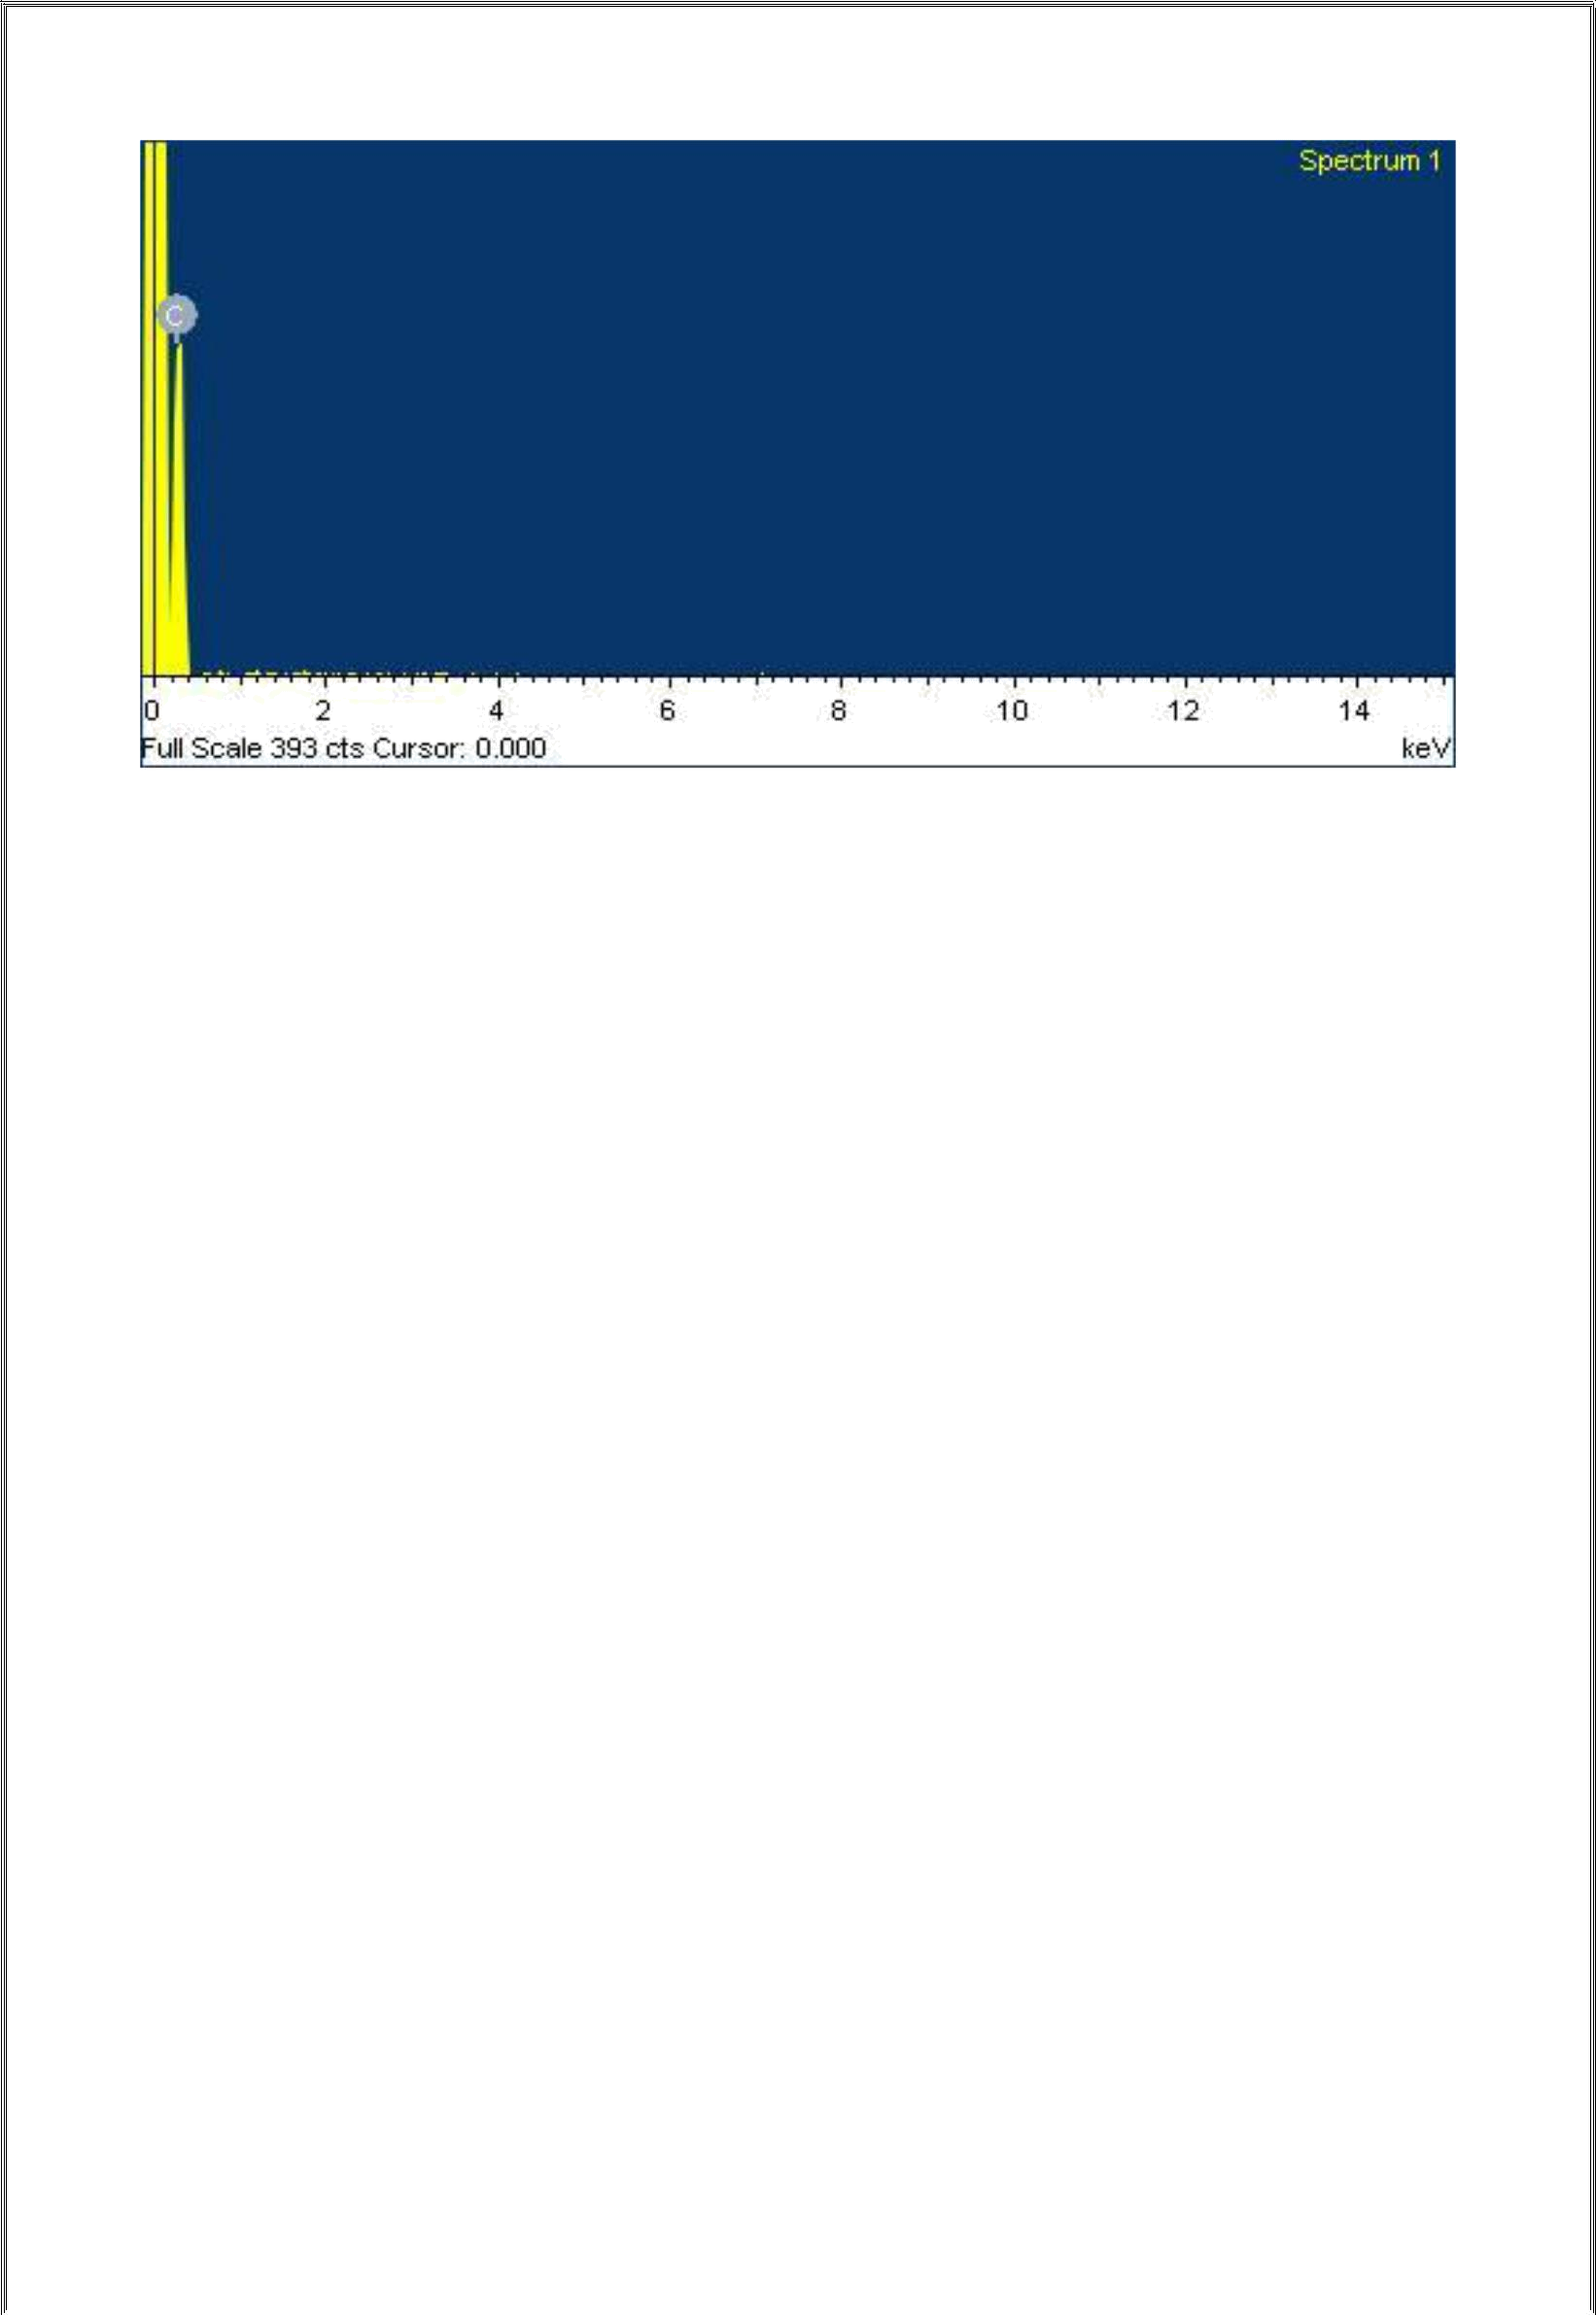 Spectrum 1
C
0 2 4 6 8 10 12 14
Full Scale 393 cts Cursor: 0.000 keV